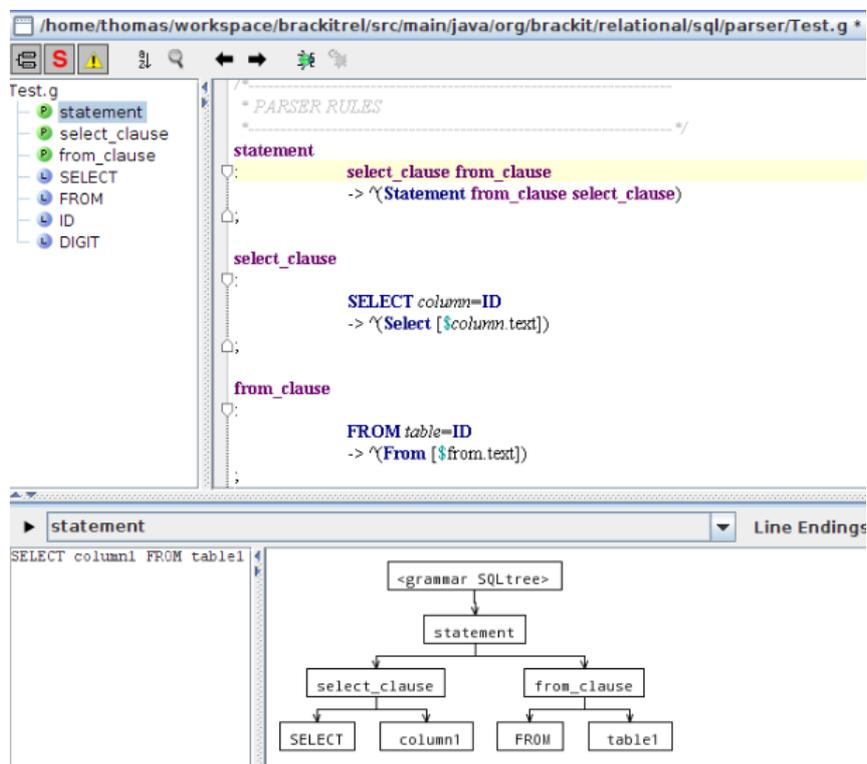 /home/thomas/workspace/brackitrel/src/main/java/org/brackit/relational/sql/parser/Test.g *
Test.g
statement
select_clause
from_clause
SELECT
FROM
ID
DIGIT
* PARSER RULES
statement
: select_clause from_clause
-> ^(Statement from_clause select_clause)
;
select_clause
:
SELECT column=ID
-> ^(Select [$column.text])
;
from_clause
:
FROM table=ID
-> ^(From [$from.text])
;
statement
Line Endings
SELECT column1 FROM table1
<grammar SQLtree>
statement
select_clause from_clause
SELECT column1 FROM table1